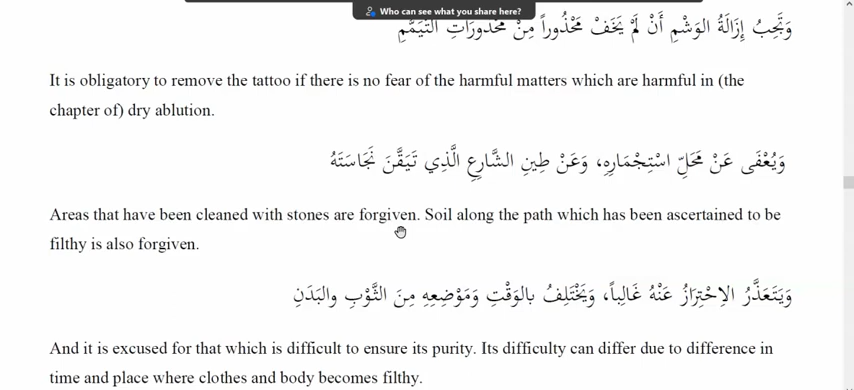 Who can see what you share here?
وَتَجِبُ إِزَالَةُ الوَشْمِ أَنْ لَمْ يَخَفْ مَحْذُوراً مِنْ مَحْذُورَاتِ التَّيَمُّمِ
It is obligatory to remove the tattoo if there is no fear of the harmful matters which are harmful in (the
chapter of) dry ablution.
وَيُعْفَى عَنْ مَحَلِّ اسْتِجْمَارِهِ، وَعَنْ طِينِ الشَّارِعِ الَّذِي تَيَقَّنَ نَجَاسَتَهُ
Areas that have been cleaned with stones are forgiven. Soil along the path which has been ascertained to be
filthy is also forgiven.
وَيَتَعَذَّرُ الاِحْتِرَازُ عَنْهُ غَالِباً، وَيَخْتَلِفُ بالوَقْتِ وَمَوْضِعِهِ مِنَ الثَّوْبِ والبَدَنِ
And it is excused for that which is difficult to ensure its purity. Its difficulty can differ due to difference in
time and place where clothes and body becomes filthy.